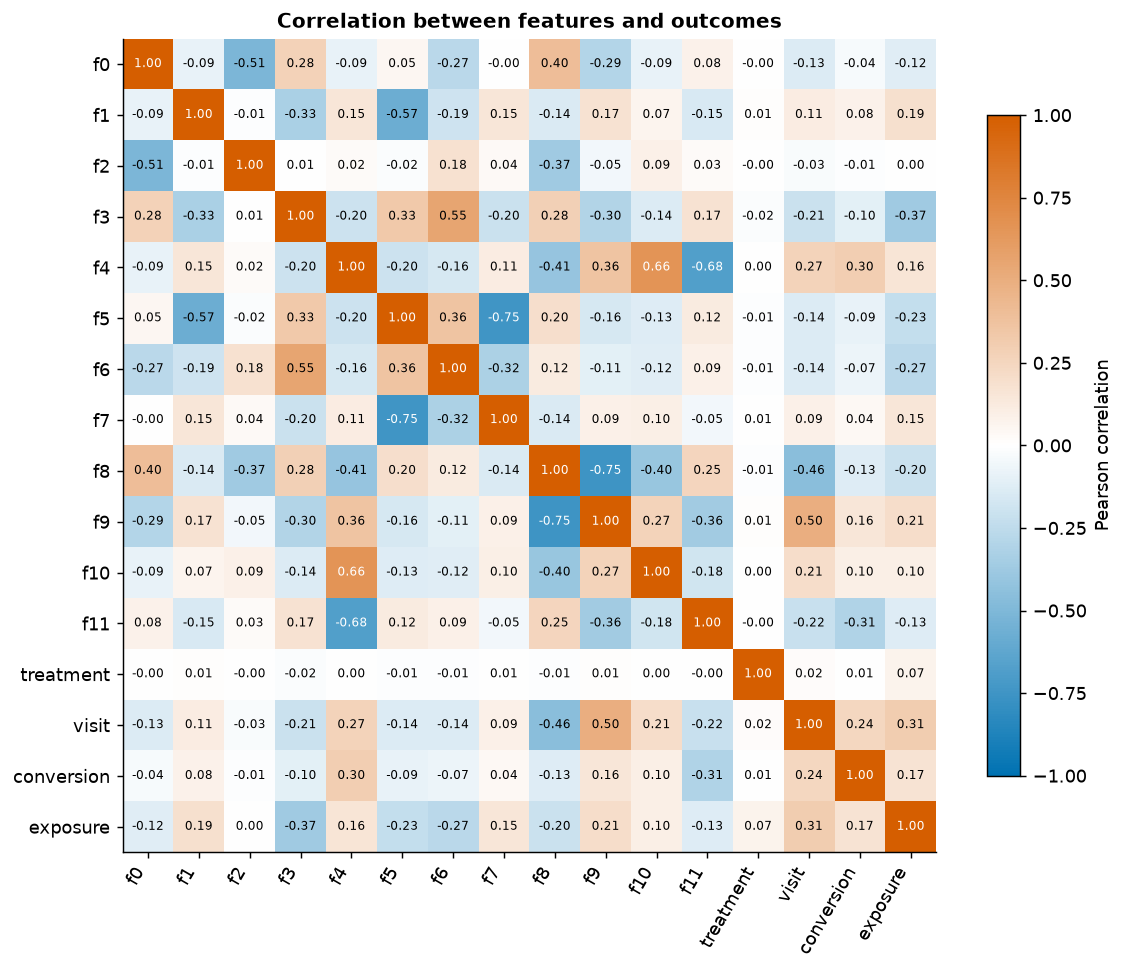 Correlation between features and outcomes
f0 1.00 -0.09 -0.51 0.28 -0.09 0.05 -0.27 -0.00 0.40 -0.29 -0.09 0.08 -0.00 -0.13 -0.04 -0.12
f1 -0.09 1.00 -0.01 -0.33 0.15 -0.57 -0.19 0.15 -0.14 0.17 0.07 -0.15 0.01 0.11 0.08 0.19
f2 -0.51 -0.01 1.00 0.01 0.02 -0.02 0.18 0.04 -0.37 -0.05 0.09 0.03 -0.00 -0.03 -0.01 0.00
f3 0.28 -0.33 0.01 1.00 -0.20 0.33 0.55 -0.20 0.28 -0.30 -0.14 0.17 -0.02 -0.21 -0.10 -0.37
f4 -0.09 0.15 0.02 -0.20 1.00 -0.20 -0.16 0.11 -0.41 0.36 0.66 -0.68 0.00 0.27 0.30 0.16
f5 0.05 -0.57 -0.02 0.33 -0.20 1.00 0.36 -0.75 0.20 -0.16 -0.13 0.12 -0.01 -0.14 -0.09 -0.23
f6 -0.27 -0.19 0.18 0.55 -0.16 0.36 1.00 -0.32 0.12 -0.11 -0.12 0.09 -0.01 -0.14 -0.07 -0.27
f7 -0.00 0.15 0.04 -0.20 0.11 -0.75 -0.32 1.00 -0.14 0.09 0.10 -0.05 0.01 0.09 0.04 0.15
f8 0.40 -0.14 -0.37 0.28 -0.41 0.20 0.12 -0.14 1.00 -0.75 -0.40 0.25 -0.01 -0.46 -0.13 -0.20
f9 -0.29 0.17 -0.05 -0.30 0.36 -0.16 -0.11 0.09 -0.75 1.00 0.27 -0.36 0.01 0.50 0.16 0.21
f10 -0.09 0.07 0.09 -0.14 0.66 -0.13 -0.12 0.10 -0.40 0.27 1.00 -0.18 0.00 0.21 0.10 0.10
f11 0.08 -0.15 0.03 0.17 -0.68 0.12 0.09 -0.05 0.25 -0.36 -0.18 1.00 -0.00 -0.22 -0.31 -0.13
treatment -0.00 0.01 -0.00 -0.02 0.00 -0.01 -0.01 0.01 -0.01 0.01 0.00 -0.00 1.00 0.02 0.01 0.07
visit -0.13 0.11 -0.03 -0.21 0.27 -0.14 -0.14 0.09 -0.46 0.50 0.21 -0.22 0.02 1.00 0.24 0.31
conversion -0.04 0.08 -0.01 -0.10 0.30 -0.09 -0.07 0.04 -0.13 0.16 0.10 -0.31 0.01 0.24 1.00 0.17
exposure -0.12 0.19 0.00 -0.37 0.16 -0.23 -0.27 0.15 -0.20 0.21 0.10 -0.13 0.07 0.31 0.17 1.00
f0 f1 f2 f3 f4 f5 f6 f7 f8 f9 f10 f11 treatment visit conversion exposure
1.00
0.75
0.50
0.25
0.00
−0.25
−0.50
−0.75
−1.00
Pearson correlation